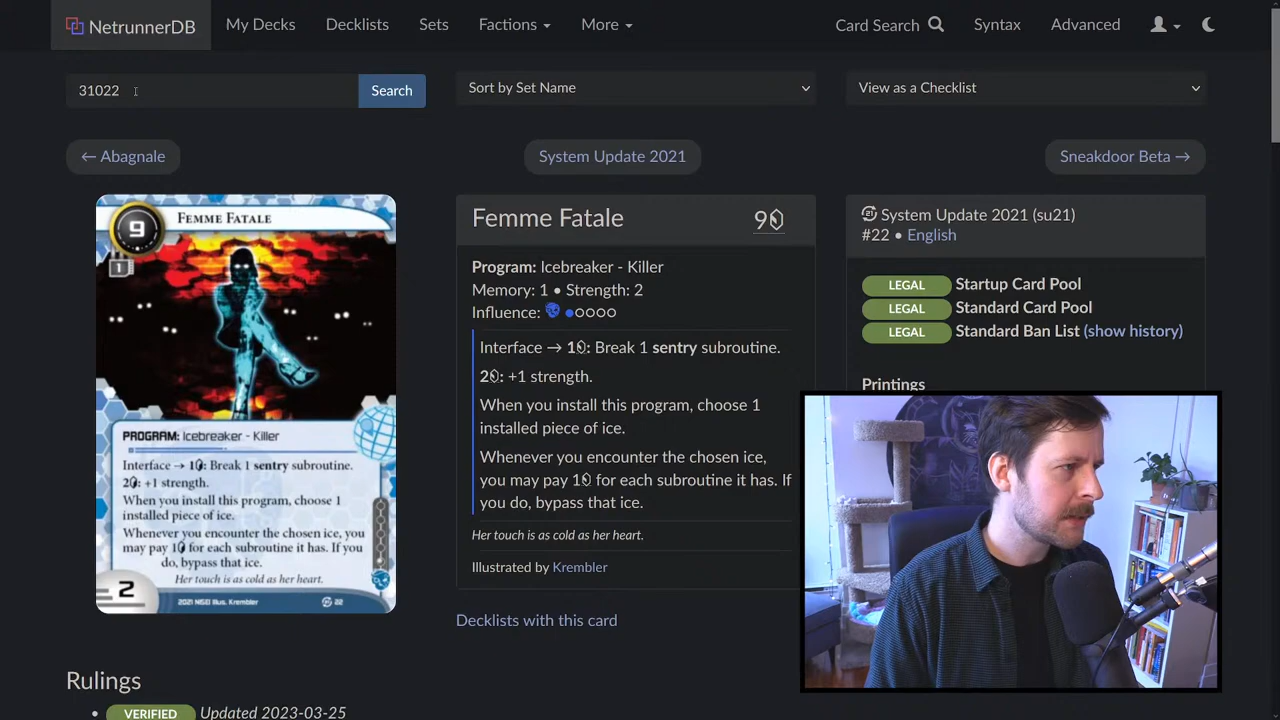 NetrunnerDB My Decks Decklists Sets Factions More Card Search Syntax Advanced
31022 Search Sort by Set Name View as a Checklist
← Abagnale System Update 2021 Sneakdoor Beta →
9 FEMME FATALE
1
PROGRAM: Icebreaker - Killer
Interface → 1: Break 1 sentry subroutine.
2: +1 strength.
When you install this program, choose 1
installed piece of ice.
Whenever you encounter the chosen ice, you
may pay 1 for each subroutine it has. If you
do, bypass that ice.
Her touch is as cold as her heart.
2 2021 NISEI Illus. Krembler 22
Femme Fatale 9
Program: Icebreaker - Killer
Memory: 1 • Strength: 2
Influence: ●○○○○
Interface → 1: Break 1 sentry subroutine.
2: +1 strength.
When you install this program, choose 1
installed piece of ice.
Whenever you encounter the chosen ice,
you may pay 1 for each subroutine it has. If
you do, bypass that ice.
Her touch is as cold as her heart.
Illustrated by Krembler
Decklists with this card
System Update 2021 (su21)
#22 • English
LEGAL Startup Card Pool
LEGAL Standard Card Pool
LEGAL Standard Ban List (show history)
Printings
Rulings
• VERIFIED Updated 2023-03-25